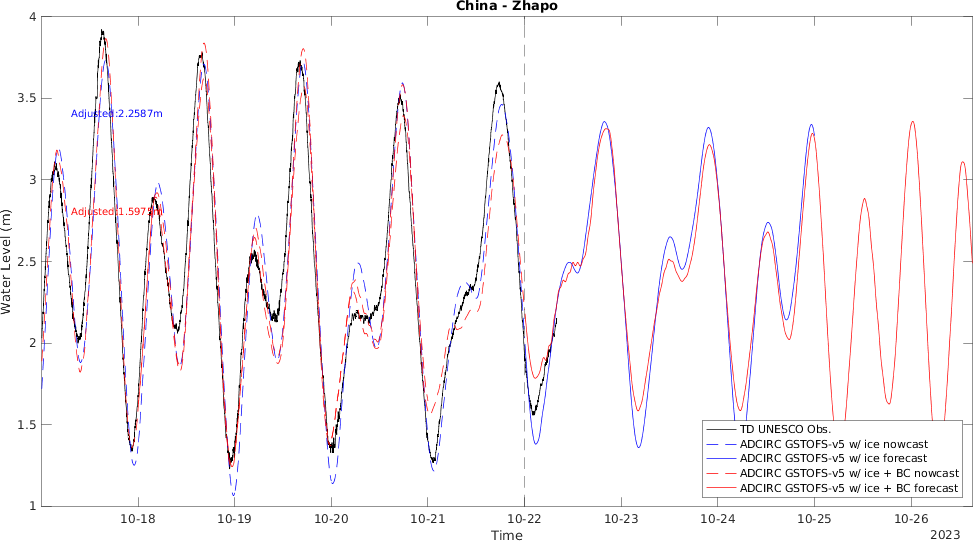 China - Zhapo
4
3.5
3
2.5
2
1.5
1
Water Level (m)
Adjusted:2.2587m
Adjusted:1.5975m
TD UNESCO Obs.
ADCIRC GSTOFS-v5 w/ ice nowcast
ADCIRC GSTOFS-v5 w/ ice forecast
ADCIRC GSTOFS-v5 w/ ice + BC nowcast
ADCIRC GSTOFS-v5 w/ ice + BC forecast
10-18 10-19 10-20 10-21 10-22 10-23 10-24 10-25 10-26
Time
2023